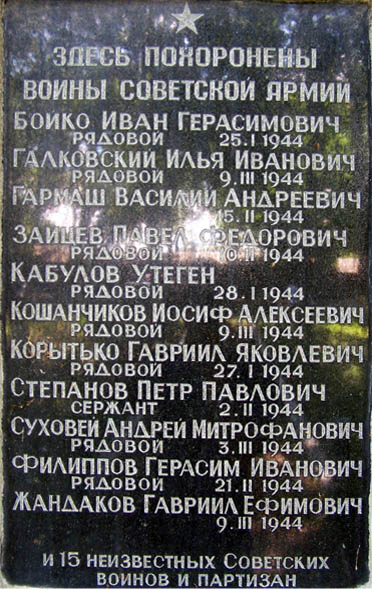 ЗДЕСЬ ПОХОРОНЕНЫ
ВОИНЫ СОВЕТСКОЙ АРМИИ
БОЙКО ИВАН ГЕРАСИМОВИЧ
РЯДОВОЙ 25.I 1944
ГАЛКОВСКИЙ ИЛЬЯ ИВАНОВИЧ
РЯДОВОЙ 9.III 1944
ГАРМАШ ВАСИЛИЙ АНДРЕЕВИЧ
15.II 1944
ЗАЙЦЕВ ПАВЕЛ ФЕДОРОВИЧ
РЯДОВОЙ 10.II 1944
КАБУЛОВ УТЕГЕН
РЯДОВОЙ 28.I 1944
КОШАНЧИКОВ ИОСИФ АЛЕКСЕЕВИЧ
РЯДОВОЙ 9.III 1944
КОРЫТЬКО ГАВРИИЛ ЯКОВЛЕВИЧ
РЯДОВОЙ 27.I 1944
СТЕПАНОВ ПЕТР ПАВЛОВИЧ
СЕРЖАНТ 2.II 1944
СУХОВЕЙ АНДРЕЙ МИТРОФАНОВИЧ
РЯДОВОЙ 3.III 1944
ФИЛИППОВ ГЕРАСИМ ИВАНОВИЧ
РЯДОВОЙ 21.II 1944
ЖАНДАКОВ ГАВРИИЛ ЕФИМОВИЧ
9.III 1944
И 15 НЕИЗВЕСТНЫХ СОВЕТСКИХ
ВОИНОВ И ПАРТИЗАН